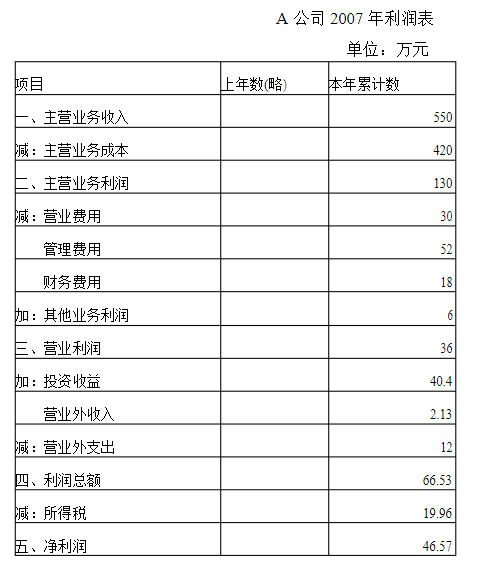 A 公司 2007 年利润表
单位：万元
项目 上年数(略) 本年累计数
一、主营业务收入 550
减：主营业务成本 420
二、主营业务利润 130
减：营业费用 30
管理费用 52
财务费用 18
加：其他业务利润 6
三、营业利润 36
加：投资收益 40.4
营业外收入 2.13
减：营业外支出 12
四、利润总额 66.53
减：所得税 19.96
五、净利润 46.57